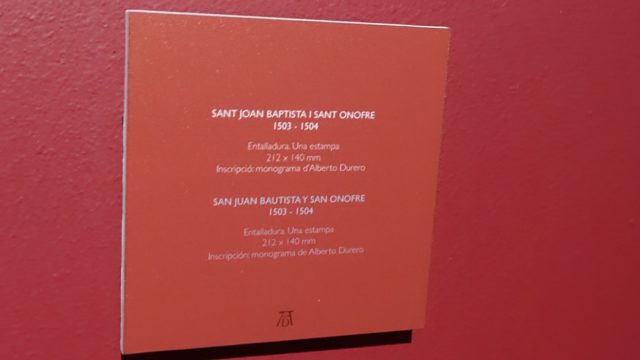 SANT JOAN BAPTISTA I SANT ONOFRE
1503 - 1504
Entalladura. Una estampa
212 x 140 mm
Inscripció: monograma d'Alberto Durero
SAN JUAN BAUTISTA Y SAN ONOFRE
1503 - 1504
Entalladura. Una estampa
212 x 140 mm
Inscripción: monograma de Alberto Durero
AD